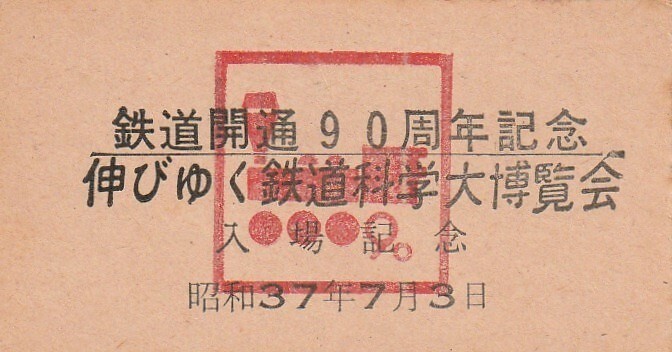 鉄道開通90周年記念
伸びゆく鉄道科学大博覧会
入場記念
昭和37年7月3日